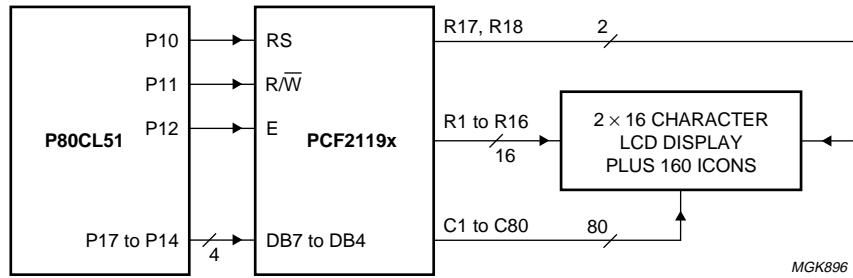 P80CL51
P10
P11
P12
P17 to P14
4
PCF2119x
RS
R/W̅
E
DB7 to DB4
R17, R18
2
R1 to R16
16
C1 to C80
80
2 × 16 CHARACTER
LCD DISPLAY
PLUS 160 ICONS
MGK896